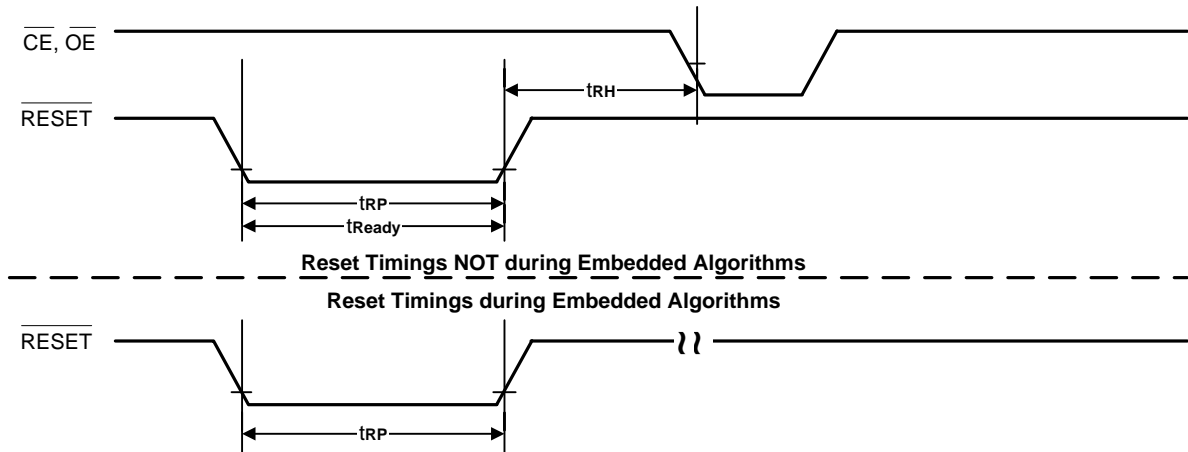 CE, OE
tRH
RESET
tRP
tReady
Reset Timings NOT during Embedded Algorithms
Reset Timings during Embedded Algorithms
RESET
tRP